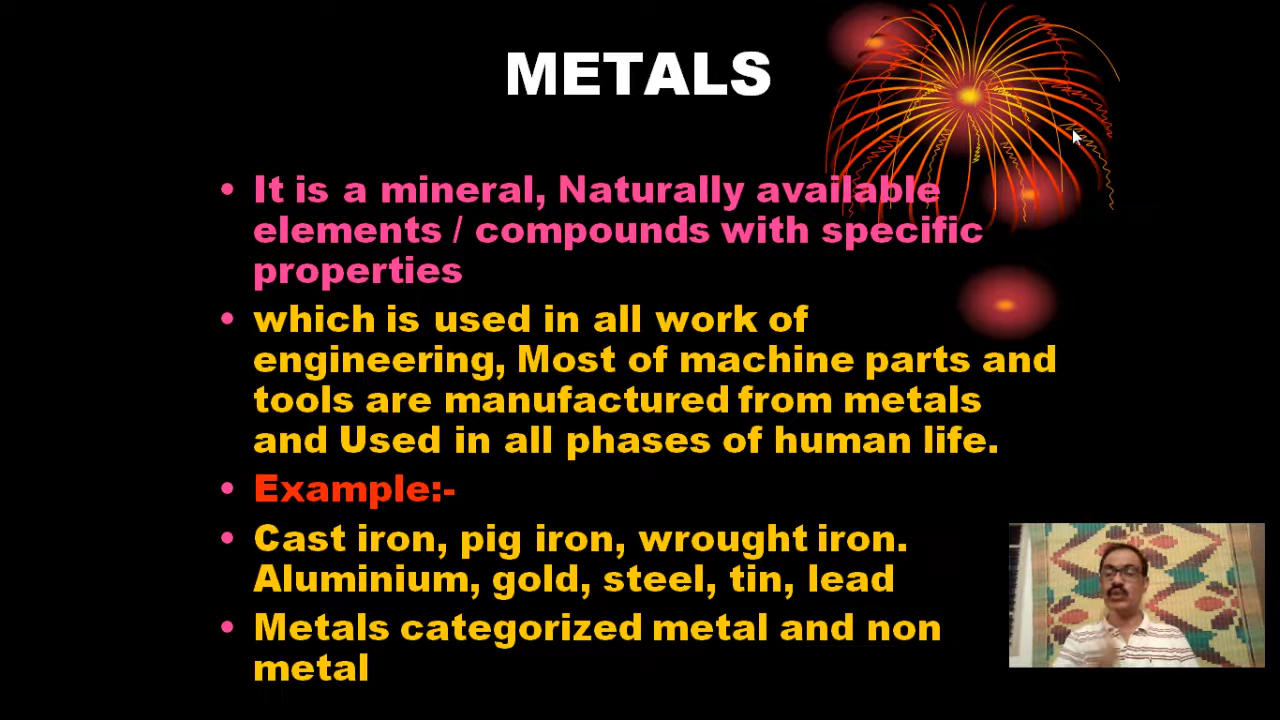 METALS
• It is a mineral, Naturally available
elements / compounds with specific
properties
• which is used in all work of
engineering, Most of machine parts and
tools are manufactured from metals
and Used in all phases of human life.
• Example:-
• Cast iron, pig iron, wrought iron.
Aluminium, gold, steel, tin, lead
• Metals categorized metal and non
metal